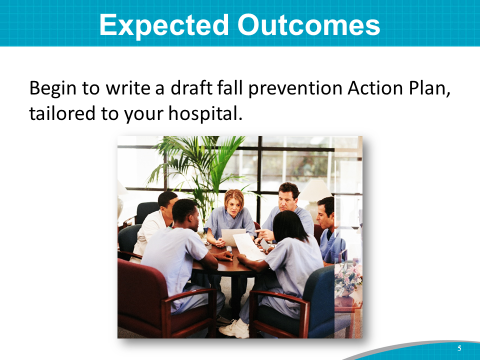 Expected Outcomes
Begin to write a draft fall prevention Action Plan,
tailored to your hospital.
5